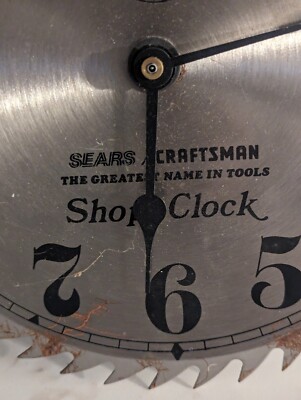 SEARS / CRAFTSMAN
THE GREATEST NAME IN TOOLS
Shop Clock
7 6 5